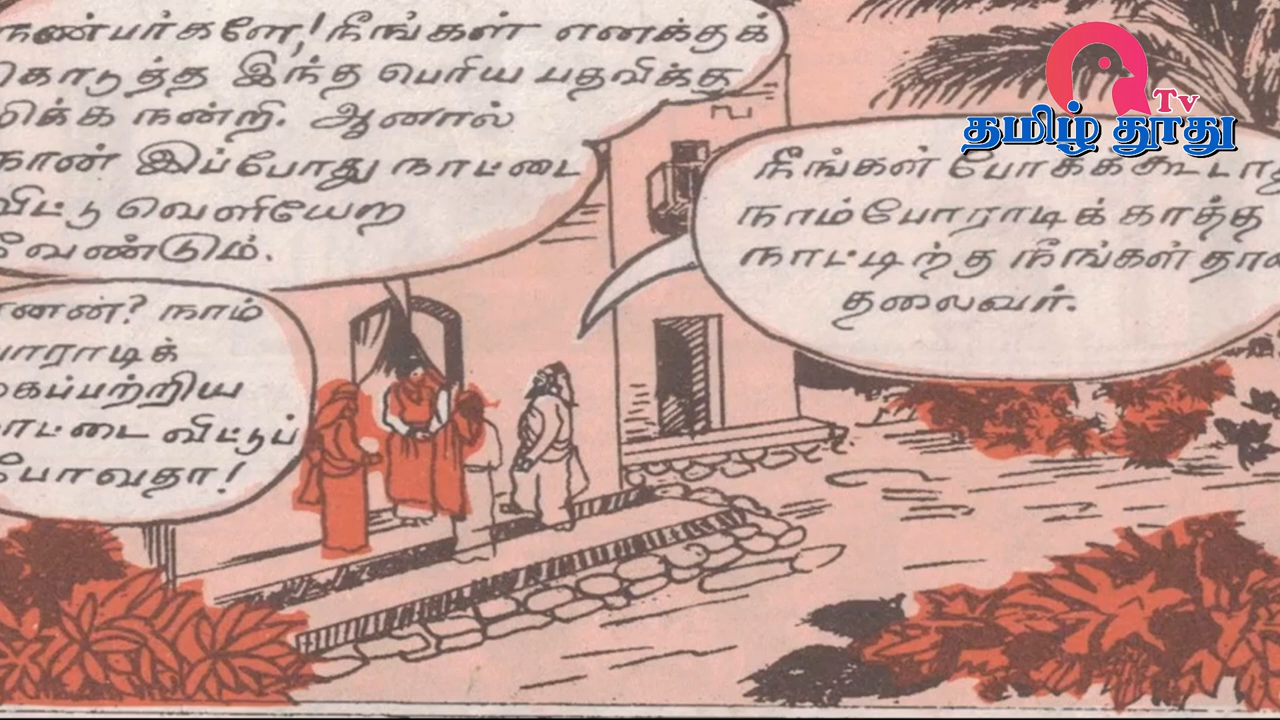 நண்பர்களே! நீங்கள் எனக்குக்
கொடுத்த இந்த பெரிய பதவிக்கு
மிக்க நன்றி. ஆனால்
நான் இப்போது நாட்டை
விட்டு வெளியேற
வேண்டும்.
நீங்கள் போகக்கூடாது
நாம் போராடிக் காத்த
நாட்டிற்கு நீங்கள் தான்
தலைவர்.
என்ன? நாம்
போராடிக்
கைப்பற்றிய
நாட்டை விட்டுப்
போவதா!
Tv
தமிழ் தூது